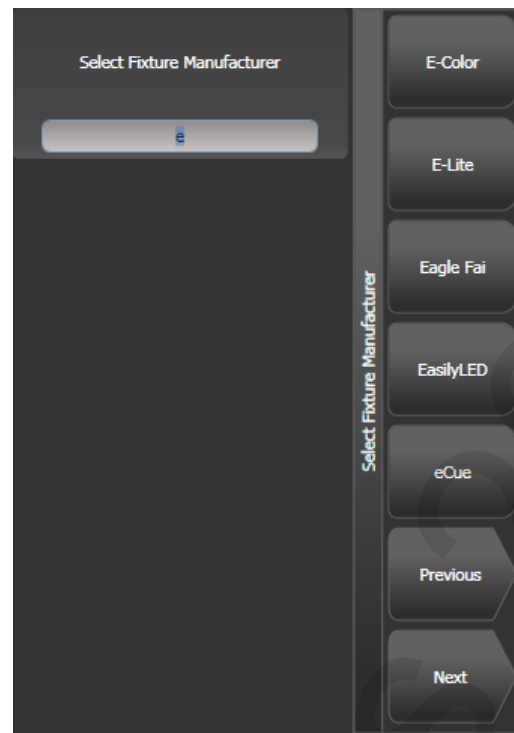 Select Fixture Manufacturer
e
Select Fixture Manufacturer
E-Color
E-Lite
Eagle Fai
EasilyLED
eCue
Previous
Next